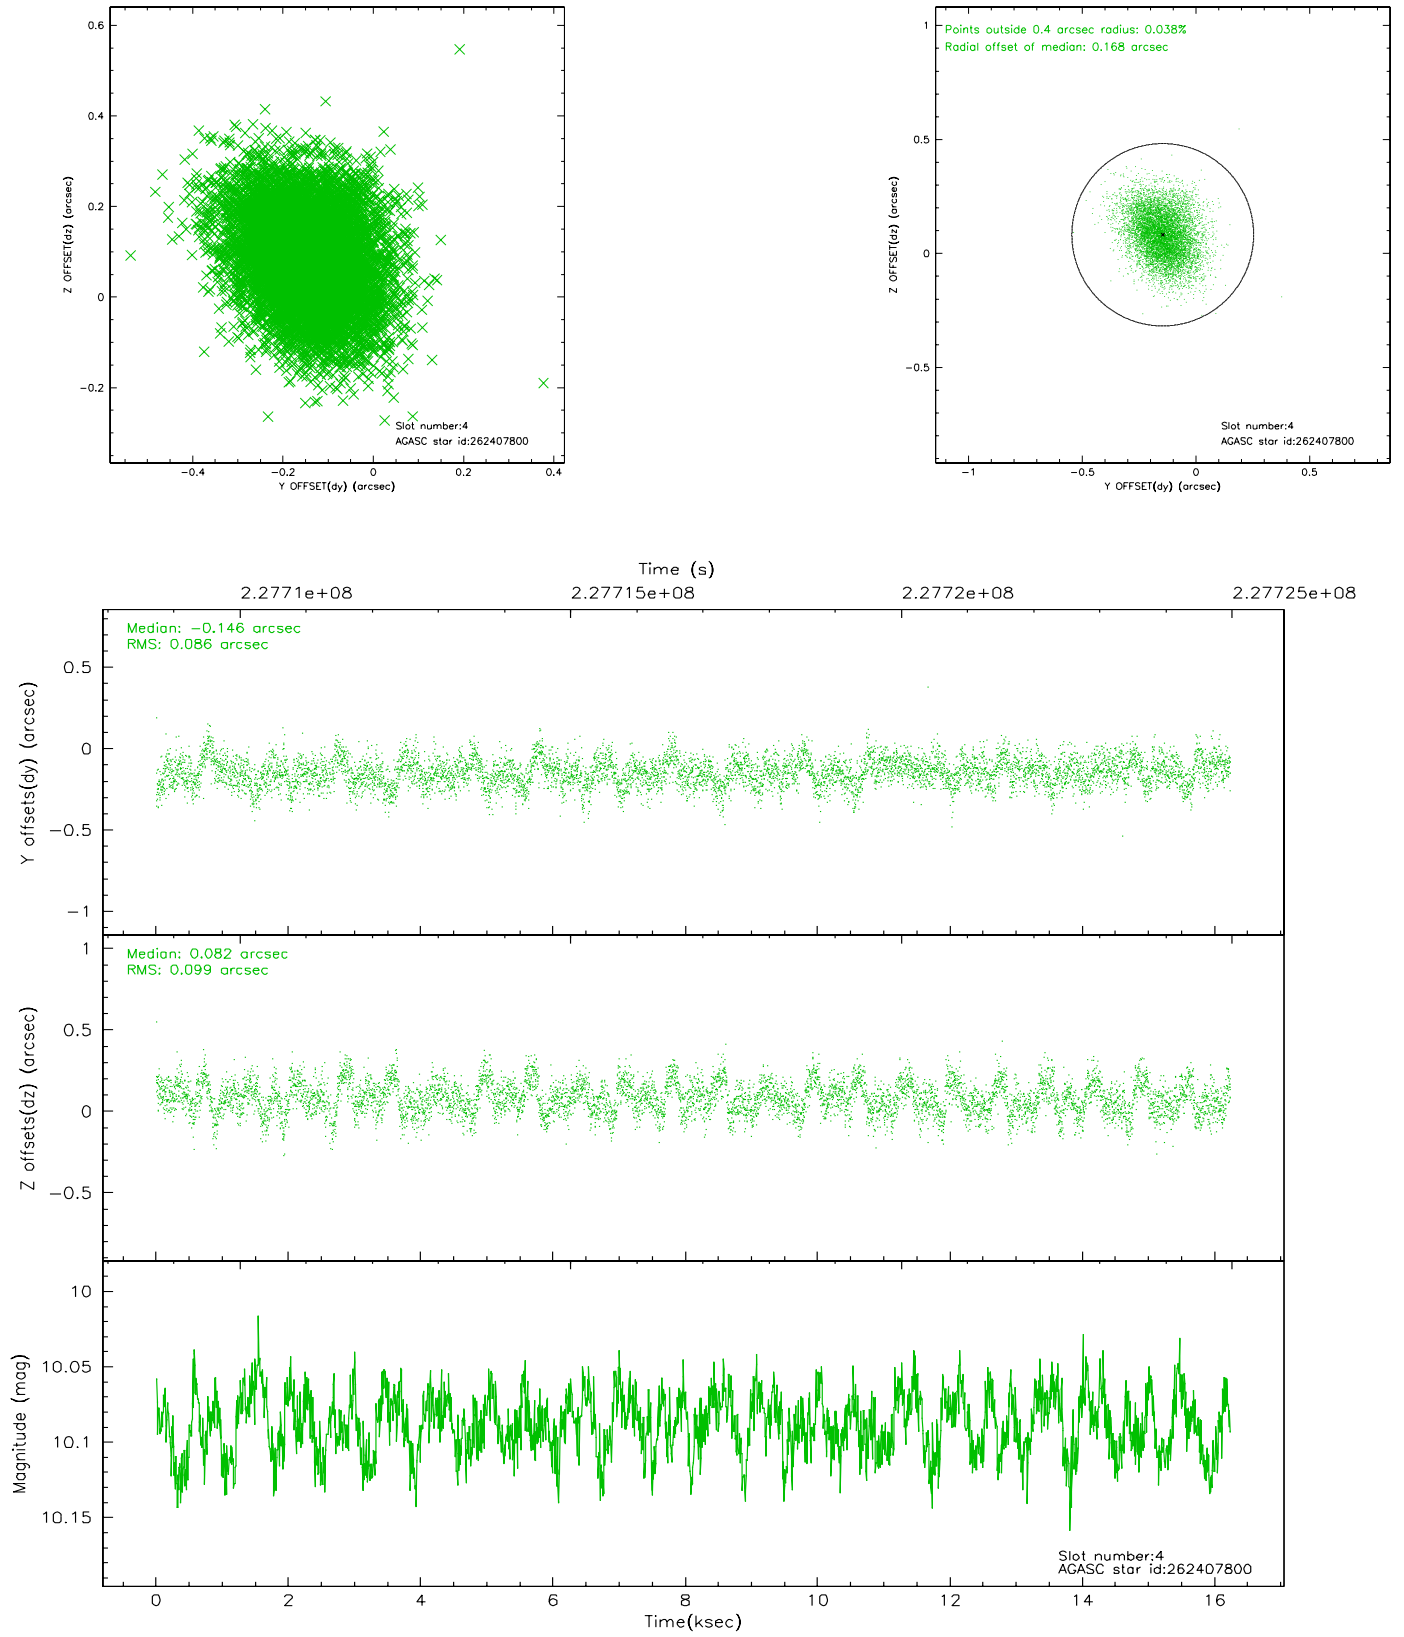 0.6
0.4
0.2
0
−0.2
Z OFFSET(dz) (arcsec)
Slot number:4
AGASC star id:262407800
−0.4
−0.2
0
0.2
0.4
Y OFFSET(dy) (arcsec)
Points outside 0.4 arcsec radius: 0.038%
Radial offset of median: 0.168 arcsec
1
0.5
0
−0.5
Z OFFSET(dz) (arcsec)
Slot number:4
AGASC star id:262407800
−1
−0.5
0
0.5
Y OFFSET(dy) (arcsec)
Time (s)
2.2771e+08
2.27715e+08
2.2772e+08
2.27725e+08
Median: −0.146 arcsec
RMS: 0.086 arcsec
0.5
0
−0.5
−1
Y offsets(dy) (arcsec)
Median: 0.082 arcsec
RMS: 0.099 arcsec
1
0.5
0
−0.5
Z offsets(dz) (arcsec)
10
10.05
10.1
10.15
Magnitude (mag)
Slot number:4
AGASC star id:262407800
0
2
4
6
8
10
12
14
16
Time(ksec)